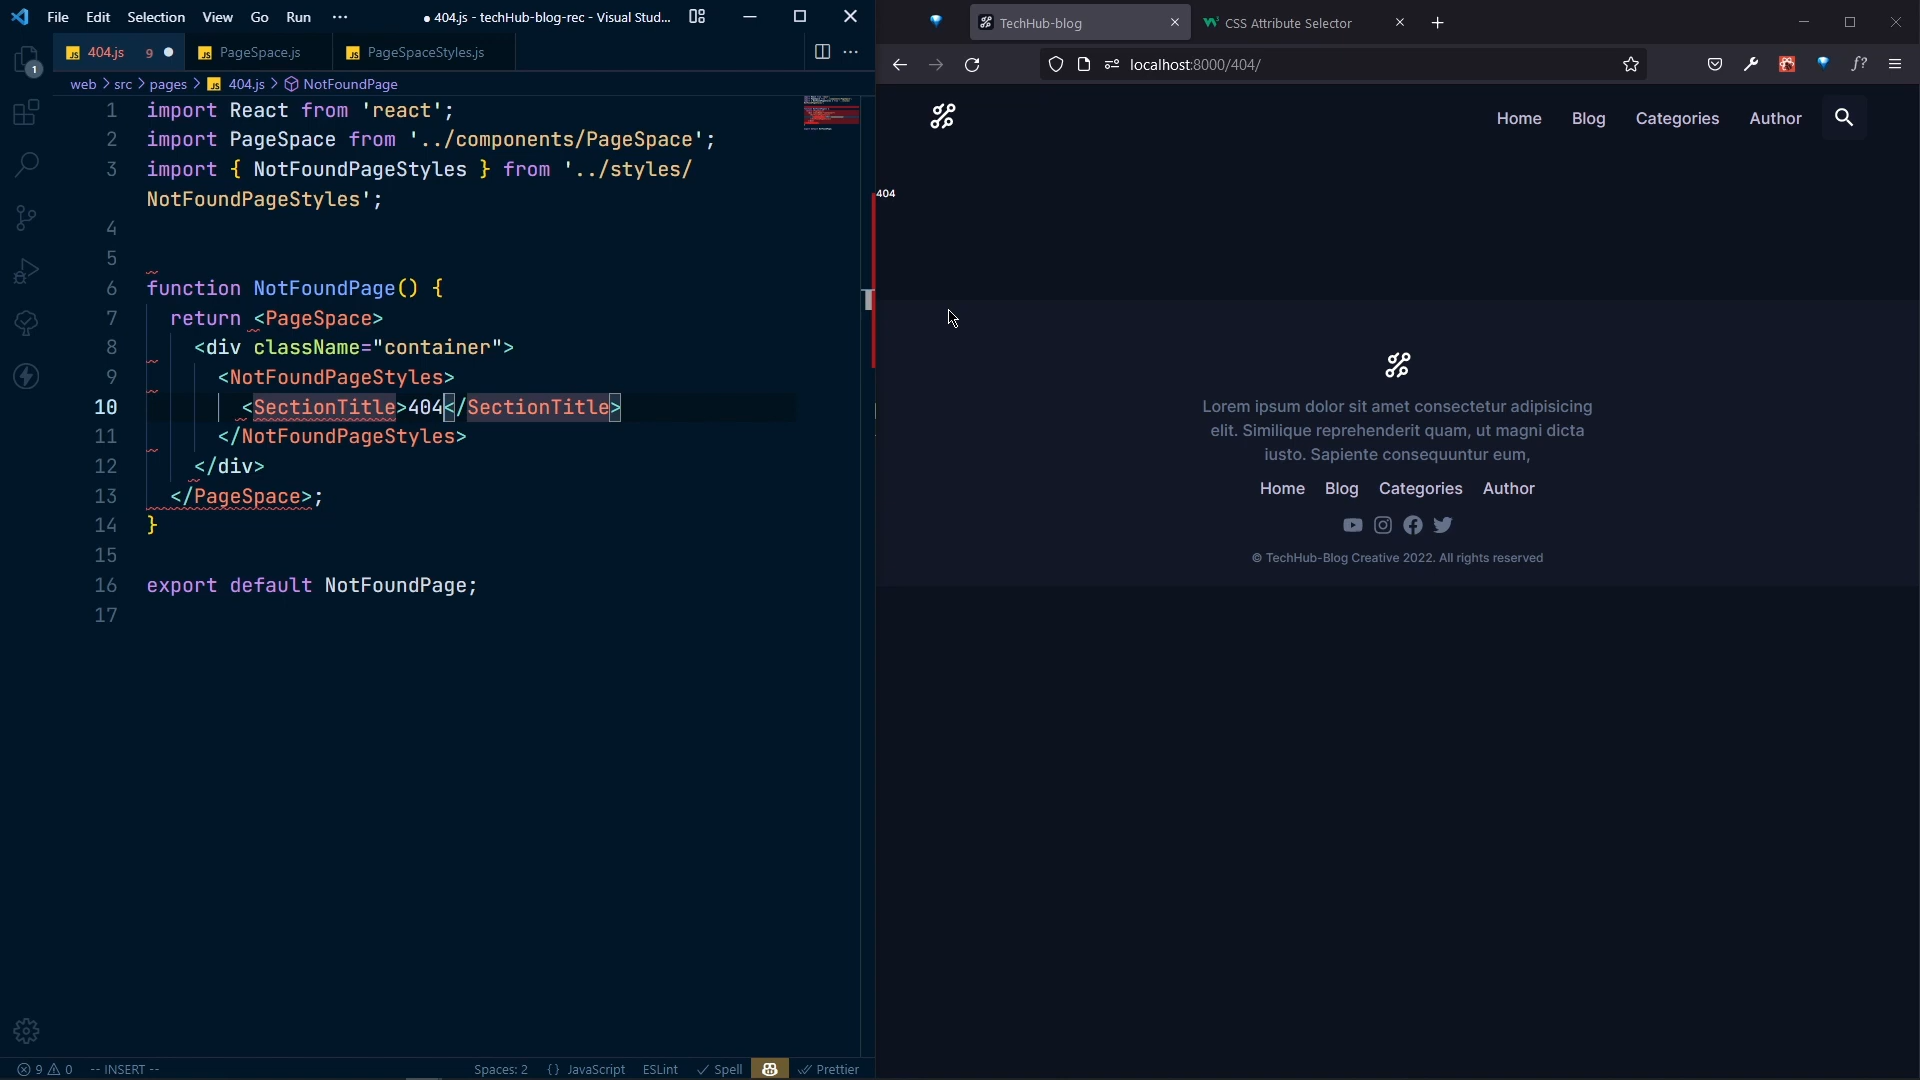 File Edit Selection View Go Run ··· ● 404.js - techHub-blog-rec - Visual Stud...
JS 404.js 9 ● JS PageSpace.js JS PageSpaceStyles.js
web > src > pages > JS 404.js > NotFoundPage
1 import React from 'react';
2 import PageSpace from '../components/PageSpace';
3 import { NotFoundPageStyles } from '../styles/
NotFoundPageStyles';
4
5
6 function NotFoundPage() {
7 return <PageSpace>
8 <div className="container">
9 <NotFoundPageStyles>
10 <SectionTitle>404</SectionTitle>
11 </NotFoundPageStyles>
12 </div>
13 </PageSpace>;
14 }
15
16 export default NotFoundPage;
17
1
9 0 -- INSERT -- Spaces: 2 {} JavaScript ESLint Spell Prettier
TechHub-blog CSS Attribute Selector
localhost:8000/404/
f?
Home Blog Categories Author
404
Lorem ipsum dolor sit amet consectetur adipisicing
elit. Similique reprehenderit quam, ut magni dicta
iusto. Sapiente consequuntur eum,
Home Blog Categories Author
© TechHub-Blog Creative 2022. All rights reserved